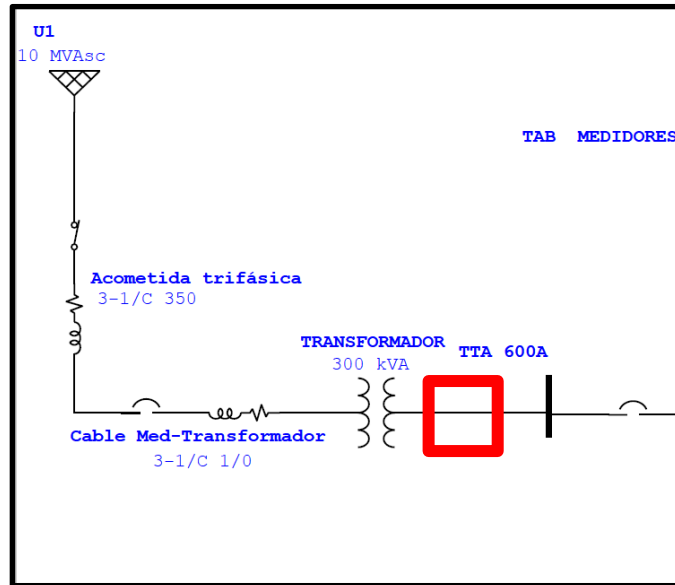 U1
10 MVAsc
TAB MEDIDORES
Acometida trifásica
3-1/C 350
TRANSFORMADOR
300 kVA
TTA 600A
Cable Med-Transformador
3-1/C 1/0